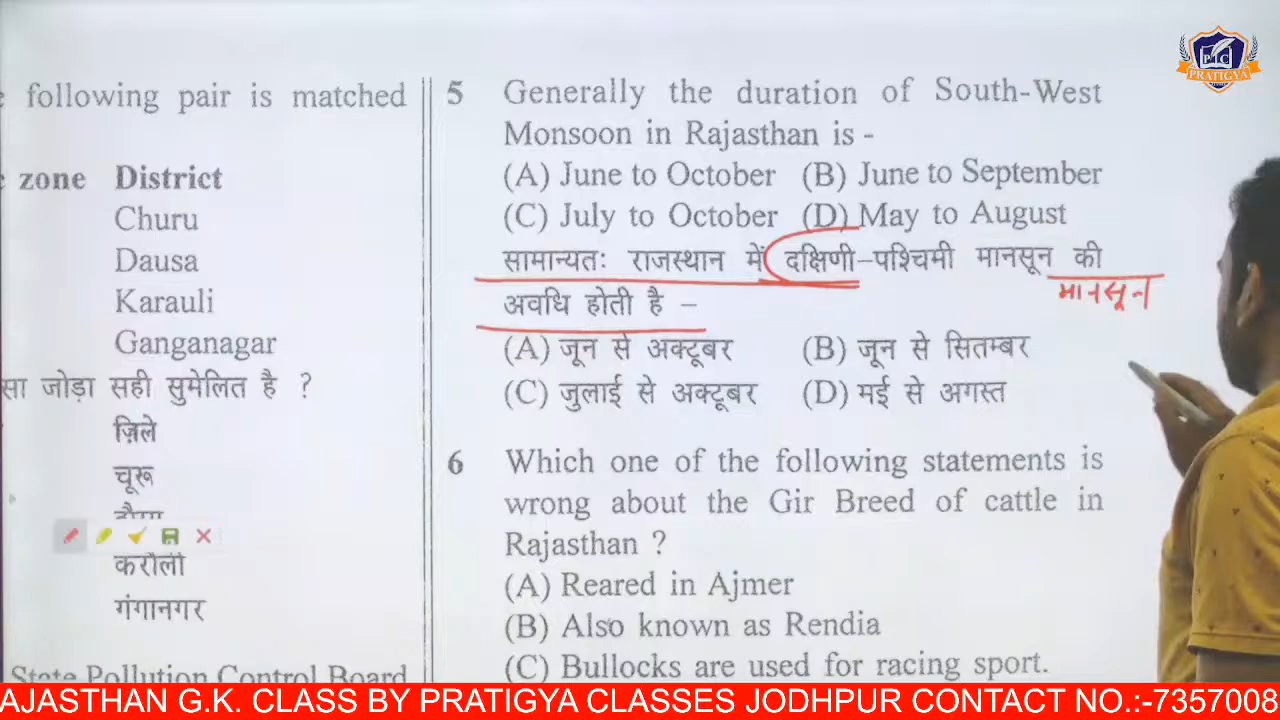 PTC
PRATIGYA
following pair is matched
zone District
Churu
Dausa
Karauli
Ganganagar
सा जोड़ा सही सुमेलित है ?
ज़िले
चूरू
करौली
गंगानगर
State Pollution Control Board
5 Generally the duration of South-West
Monsoon in Rajasthan is -
(A) June to October (B) June to September
(C) July to October (D) May to August
सामान्यतः राजस्थान में दक्षिणी-पश्चिमी मानसून की
मानसून
अवधि होती है –
(A) जून से अक्टूबर (B) जून से सितम्बर
(C) जुलाई से अक्टूबर (D) मई से अगस्त
6 Which one of the following statements is
wrong about the Gir Breed of cattle in
Rajasthan ?
(A) Reared in Ajmer
(B) Also known as Rendia
(C) Bullocks are used for racing sport.
AJASTHAN G.K. CLASS BY PRATIGYA CLASSES JODHPUR CONTACT NO.:-7357008